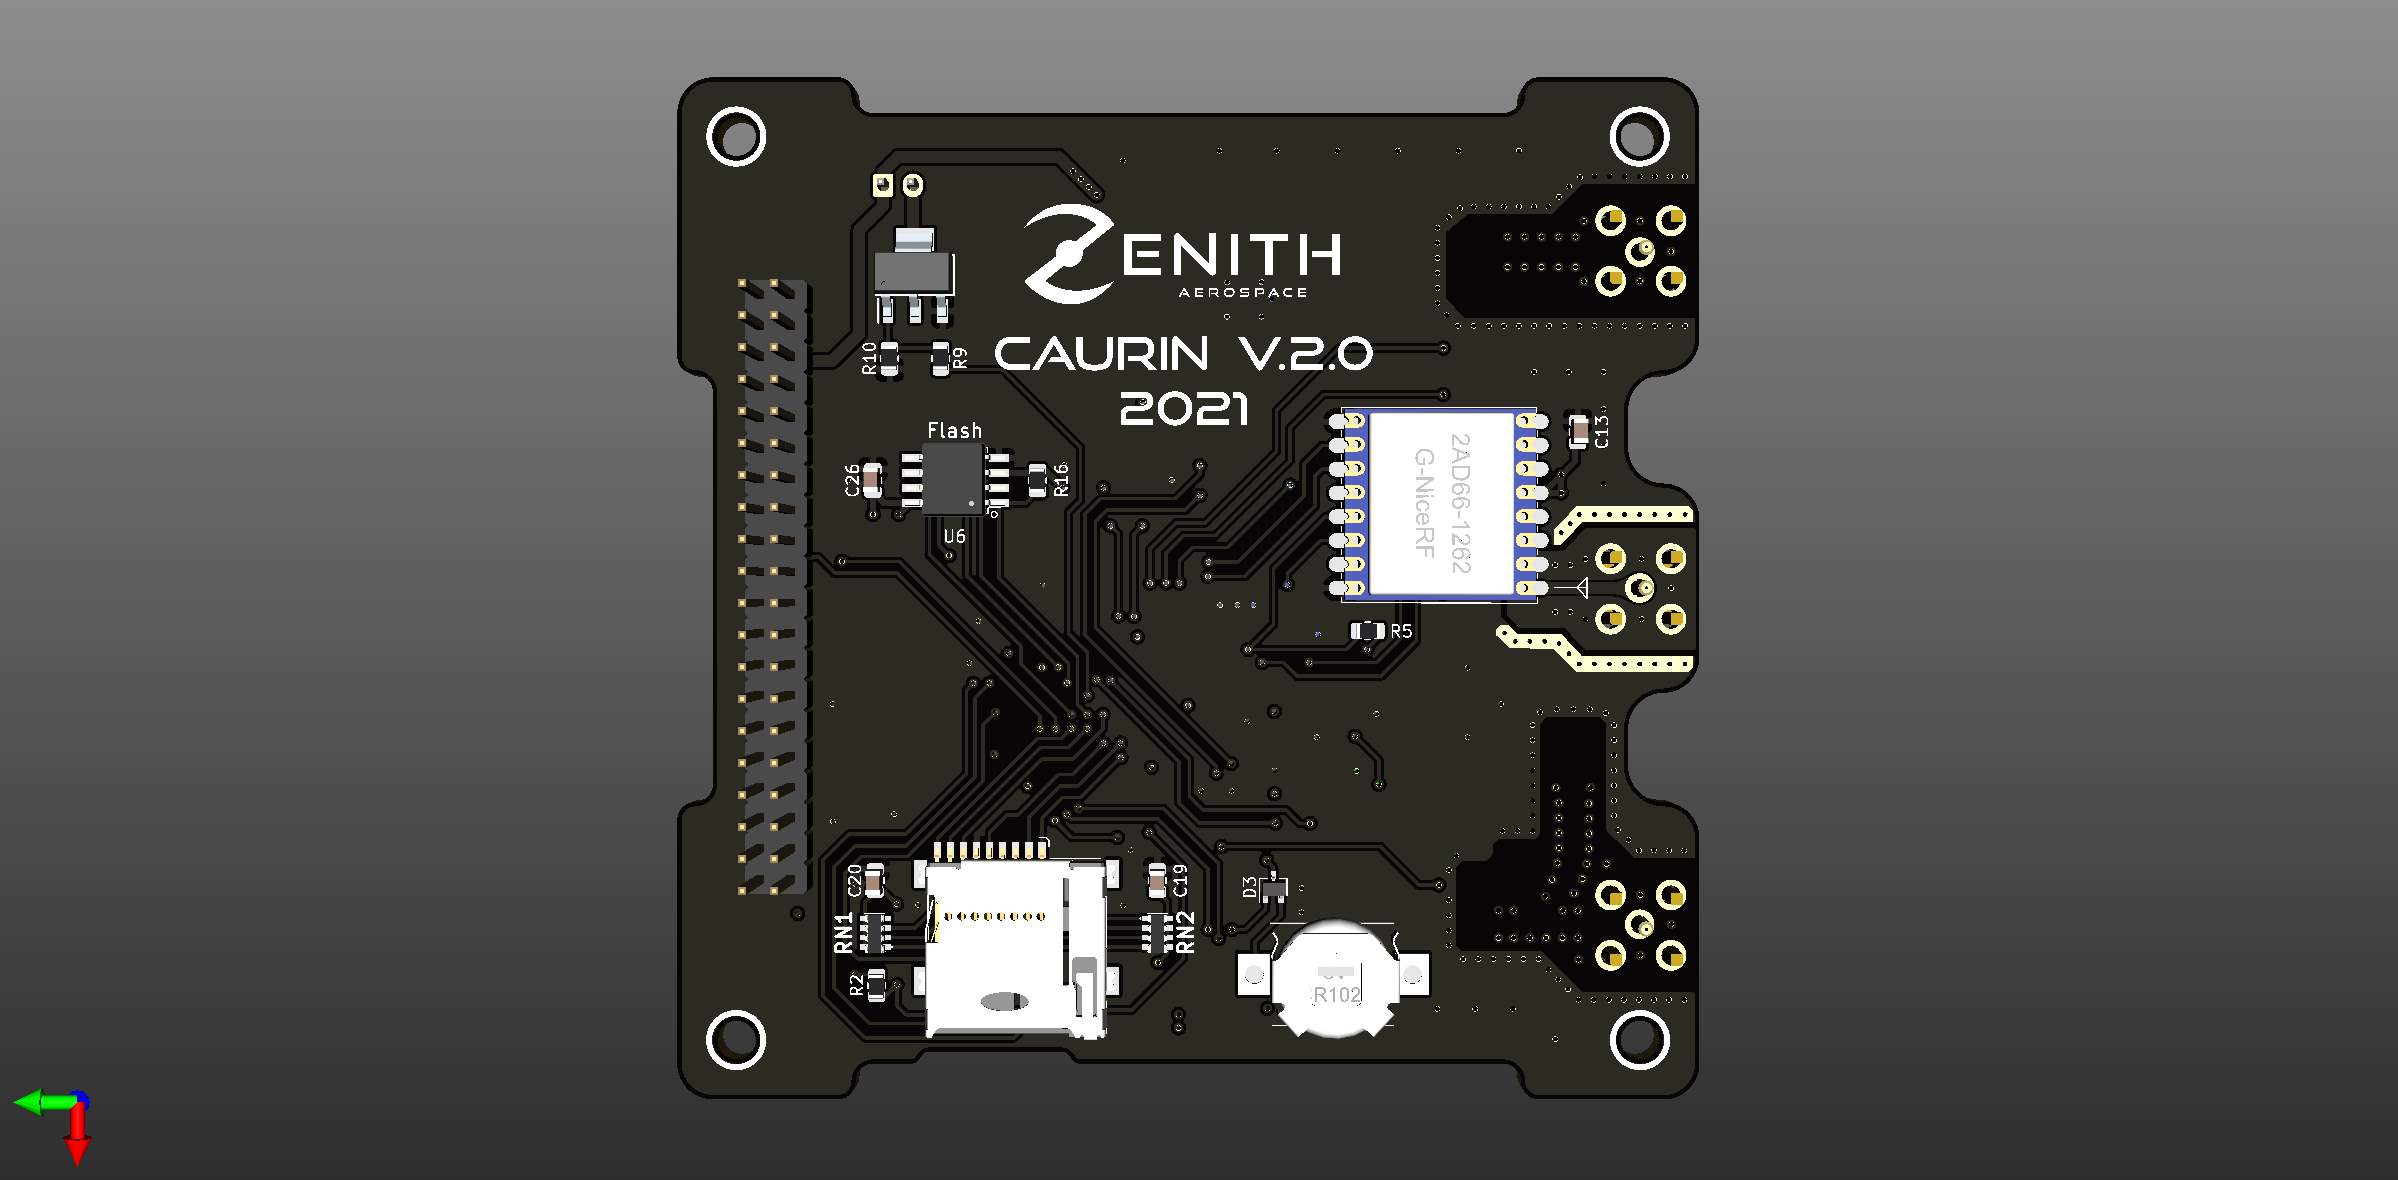 ZENITH
AEROSPACE
CAURIN V.2.0
2021
R10
R9
Flash
C26
R16
U6
C13
2AD66-1262
G-NiceRF
R5
C20
C19
D3
RN1
RN2
R2
R102